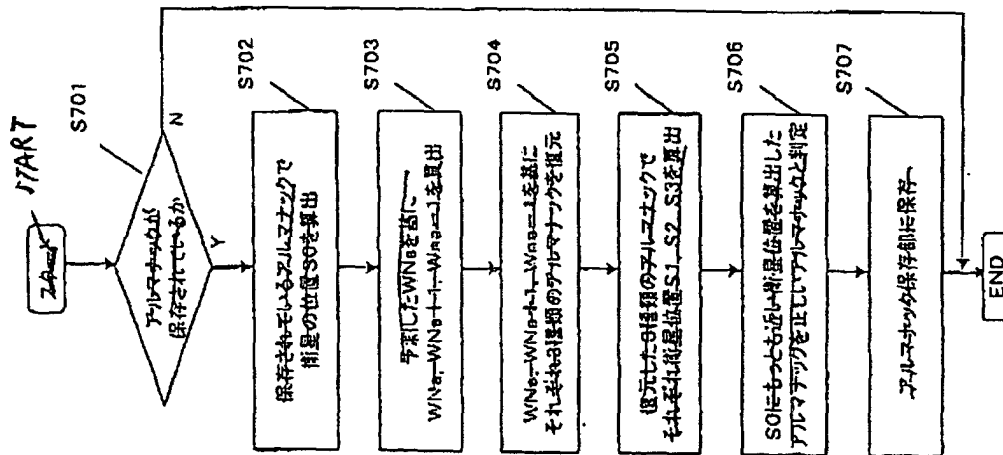 START
スタート
S701
アルマナックが
保存されているか
N
Y
S702
保存されているアルマナックで
衛星の位置S0を算出
S703
今求めたWNaを基に
WNa、WNa+1、WNa-1を算出
S704
WNa、WNa+1、WNa-1を基に
それぞれ3種類のアルマナックを復元
S705
復元した3種類のアルマナックで
それぞれ衛星位置S1、S2、S3を算出
S706
S0にもっとも近い衛星位置を算出した
アルマナックを正しいアルマナックと判定
S707
アルマナック保存部に保存
END